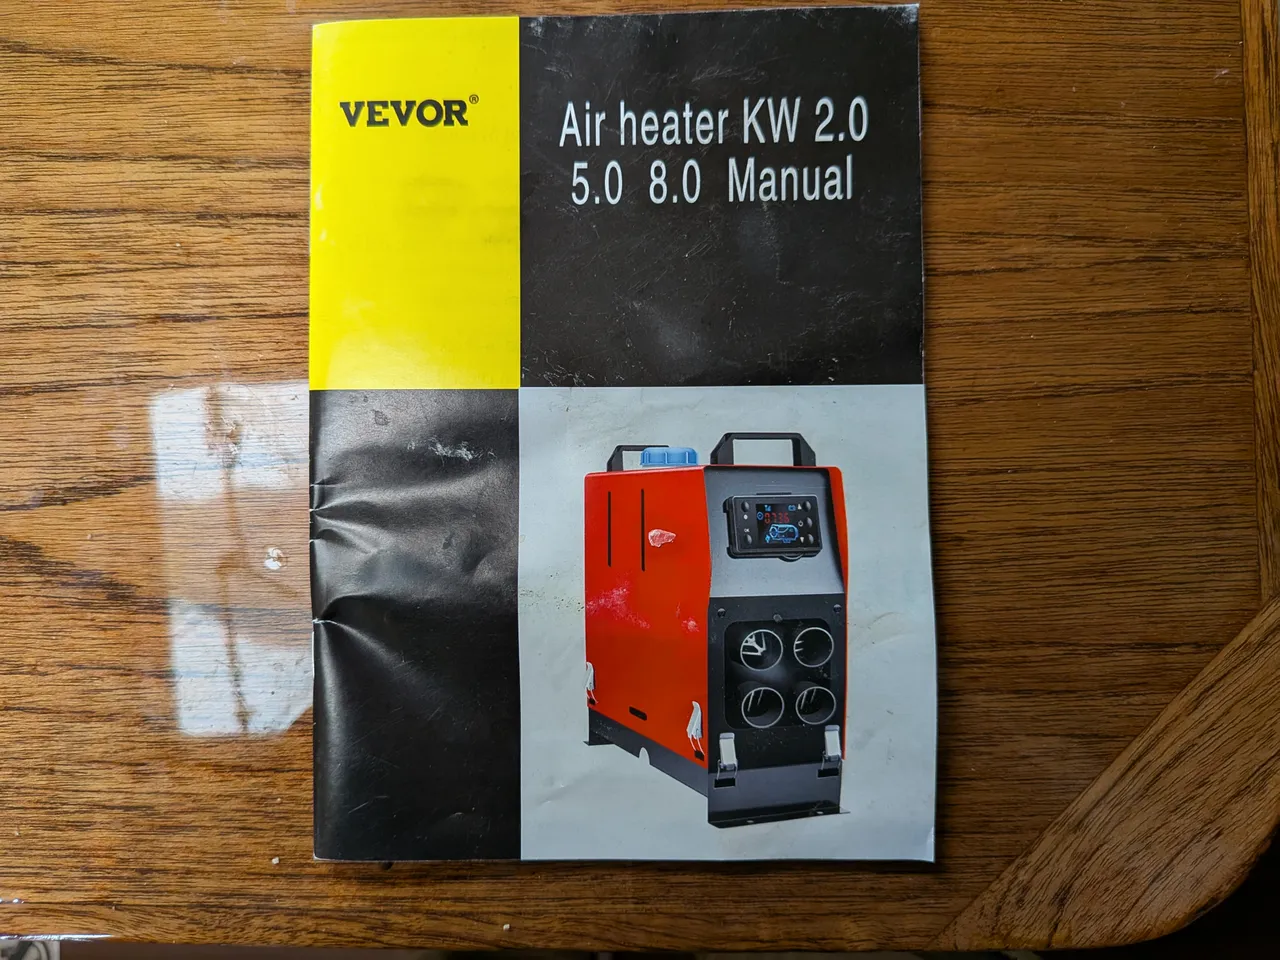 VEVOR®
Air heater KW 2.0
5.0 8.0 Manual